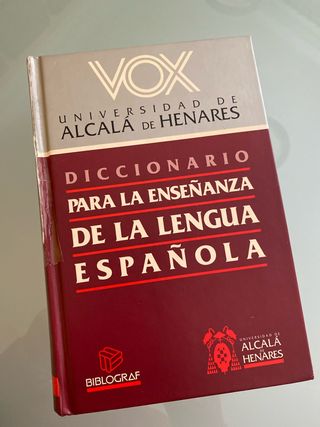 VOX
UNIVERSIDAD DE
ALCALÁ DE HENARES
DICCIONARIO
PARA LA ENSEÑANZA
DE LA LENGUA
ESPAÑOLA
BIBLOGRAF
UNIVERSIDAD DE
ALCALÁ
DE
HENARES